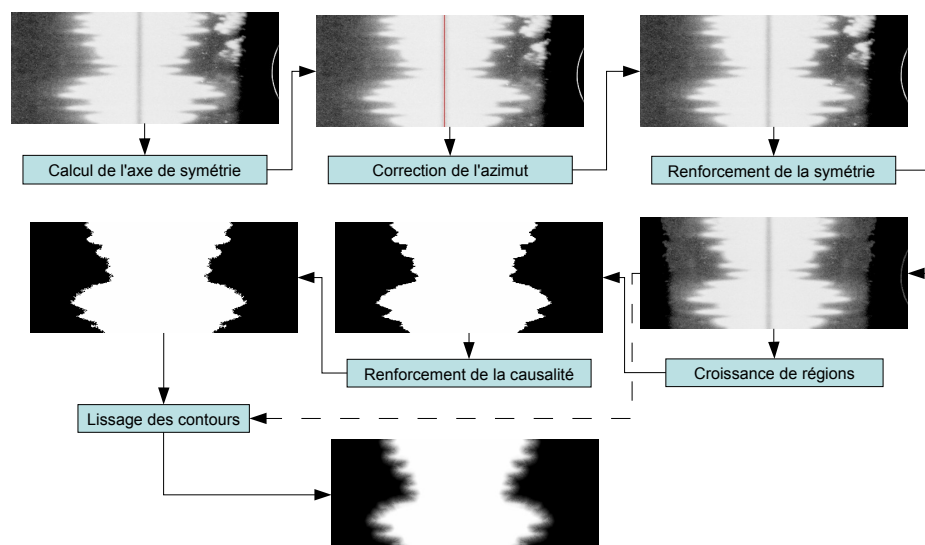 Calcul de l'axe de symétrie
Correction de l'azimut
Renforcement de la symétrie
Renforcement de la causalité
Croissance de régions
Lissage des contours